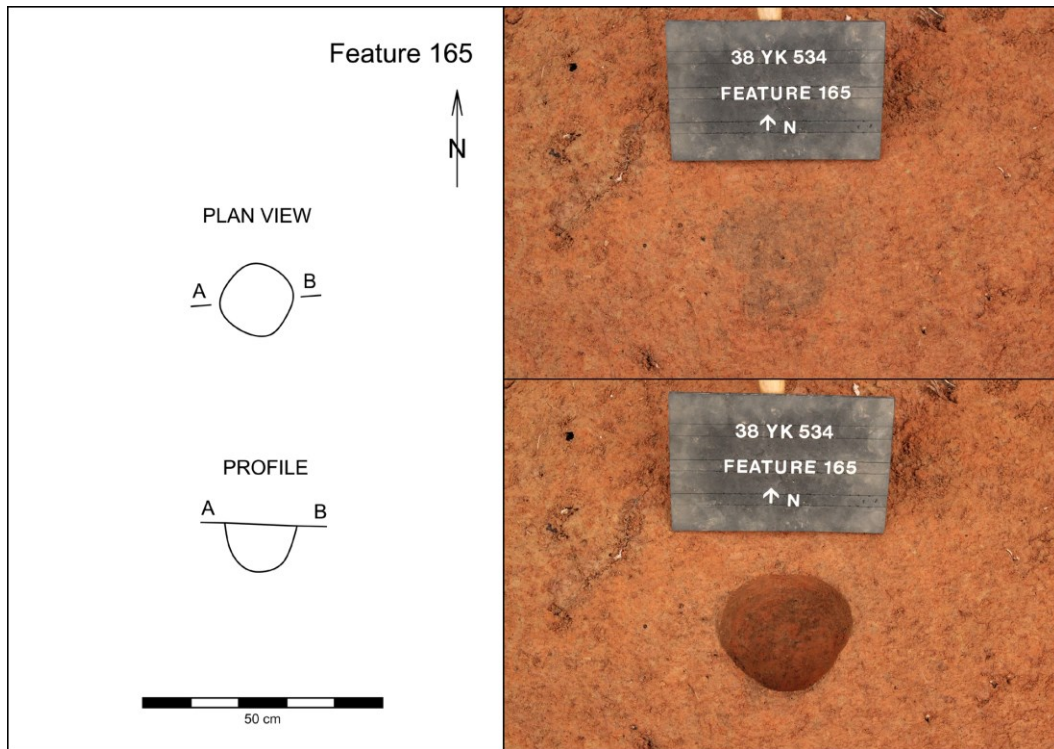 Feature 165
N
PLAN VIEW
A
B
PROFILE
A
B
50 cm
38 YK 534
FEATURE 165
↑ N
38 YK 534
FEATURE 165
↑ N